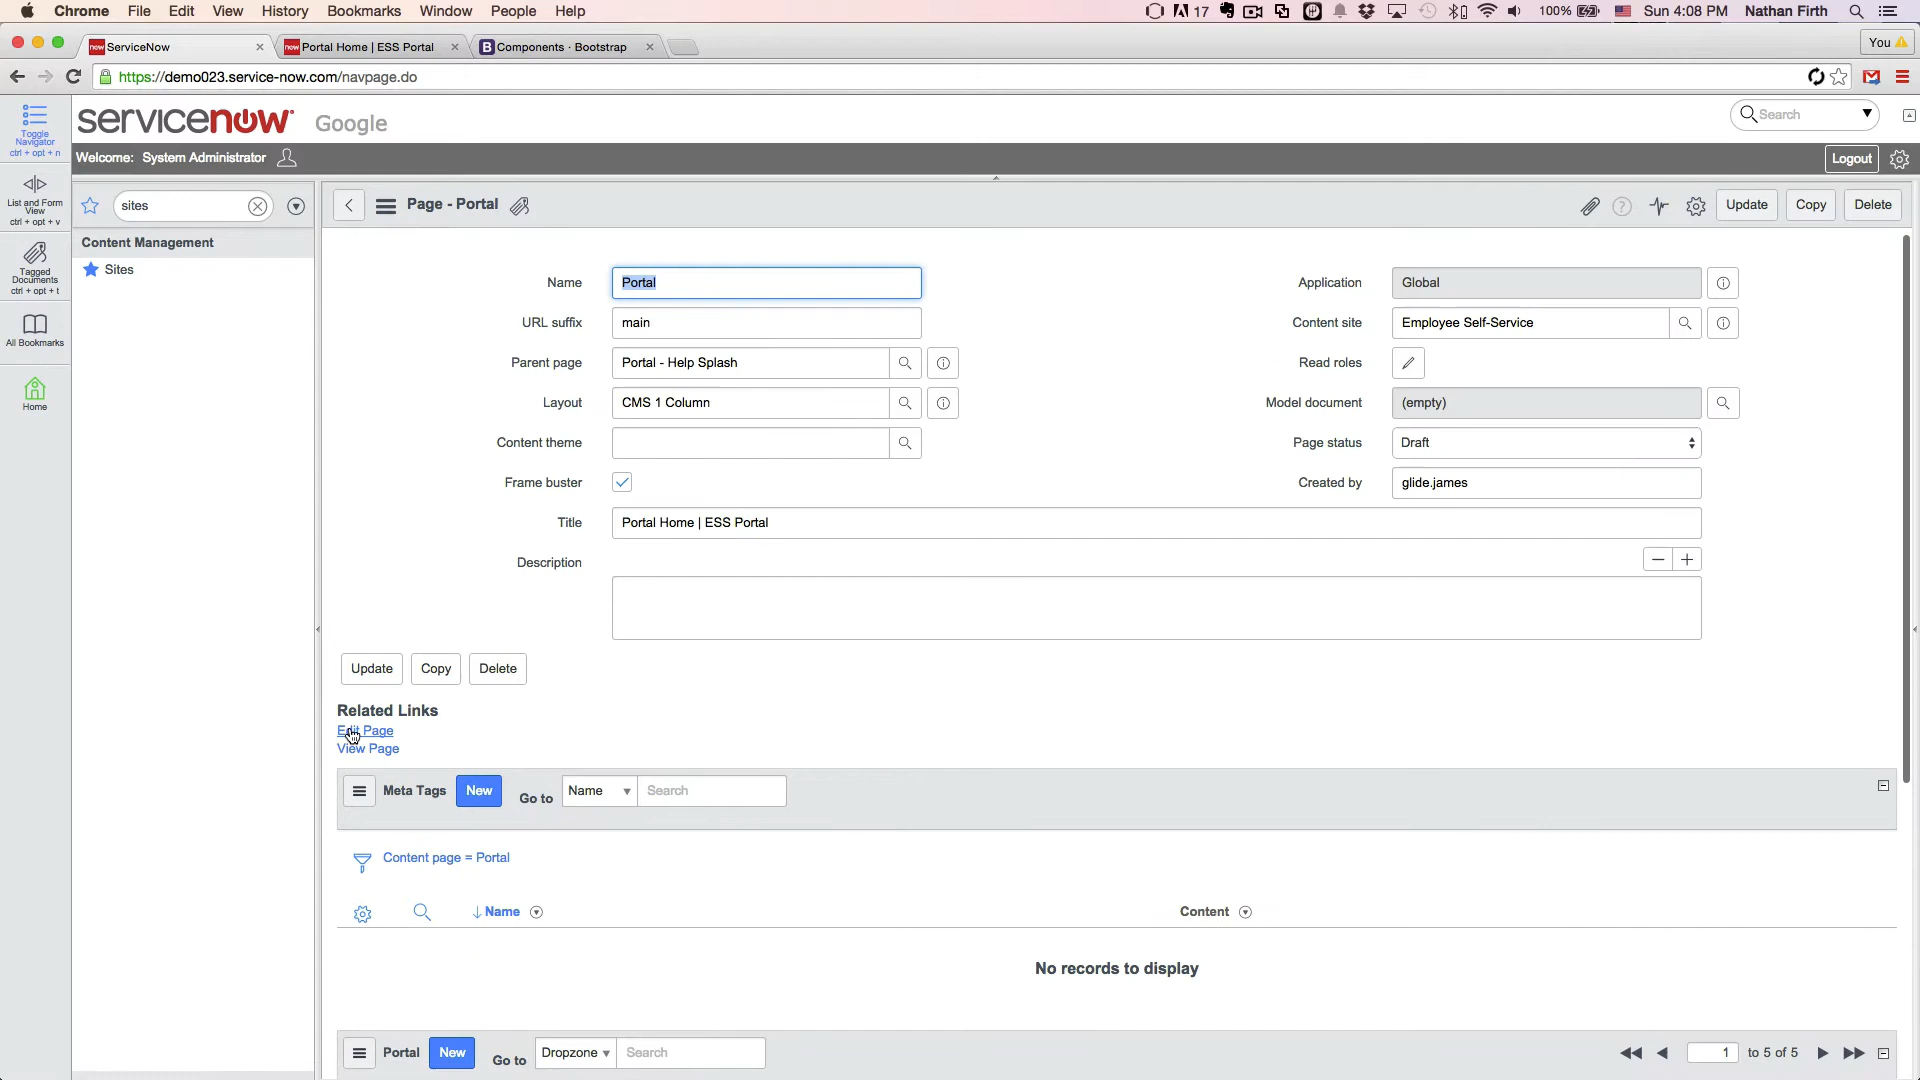 Chrome File Edit View History Bookmarks Window People Help 17 100% Sun 4:08 PM Nathan Firth
ServiceNow Portal Home | ESS Portal Components · Bootstrap You
https://demo023.service-now.com/navpage.do
Toggle
Navigator
ctrl + opt + n
List and Form
View
ctrl + opt + v
Tagged
Documents
ctrl + opt + t
All Bookmarks
Home
servicenow Google Search
Welcome: System Administrator Logout
sites
Content Management
Sites
Page - Portal Update Copy Delete
Name Portal Application Global
URL suffix main Content site Employee Self-Service
Parent page Portal - Help Splash Read roles
Layout CMS 1 Column Model document (empty)
Content theme Page status Draft
Frame buster Created by glide.james
Title Portal Home | ESS Portal
Description
Update Copy Delete
Related Links
Edit Page
View Page
Meta Tags New Go to Name Search
Content page = Portal
Name Content
No records to display
Portal New Go to Dropzone Search 1 to 5 of 5